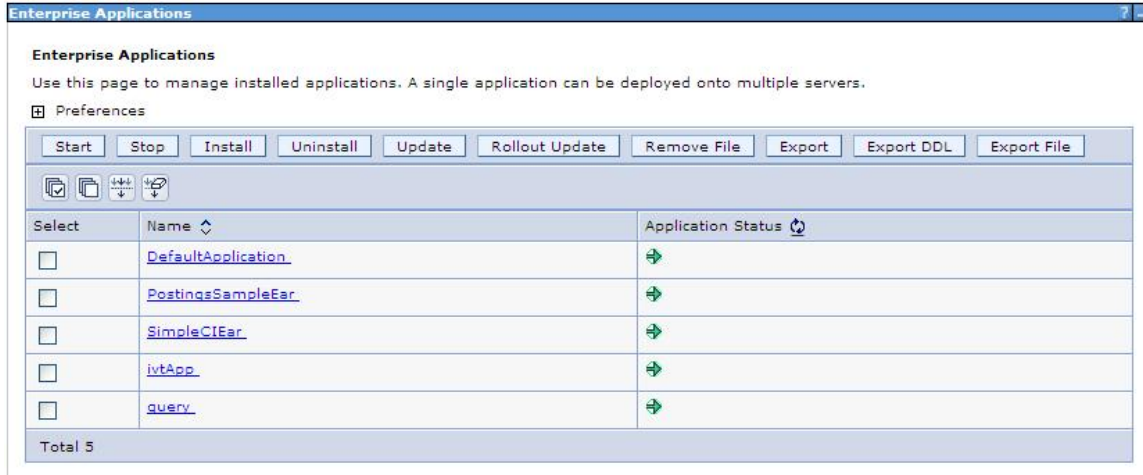 Enterprise Applications ? _
Enterprise Applications
Use this page to manage installed applications. A single application can be deployed onto multiple servers.
Preferences
Start Stop Install Uninstall Update Rollout Update Remove File Export Export DDL Export File
Select Name Application Status
DefaultApplication
PostingsSampleEar
SimpleCIEar
ivtApp
query
Total 5